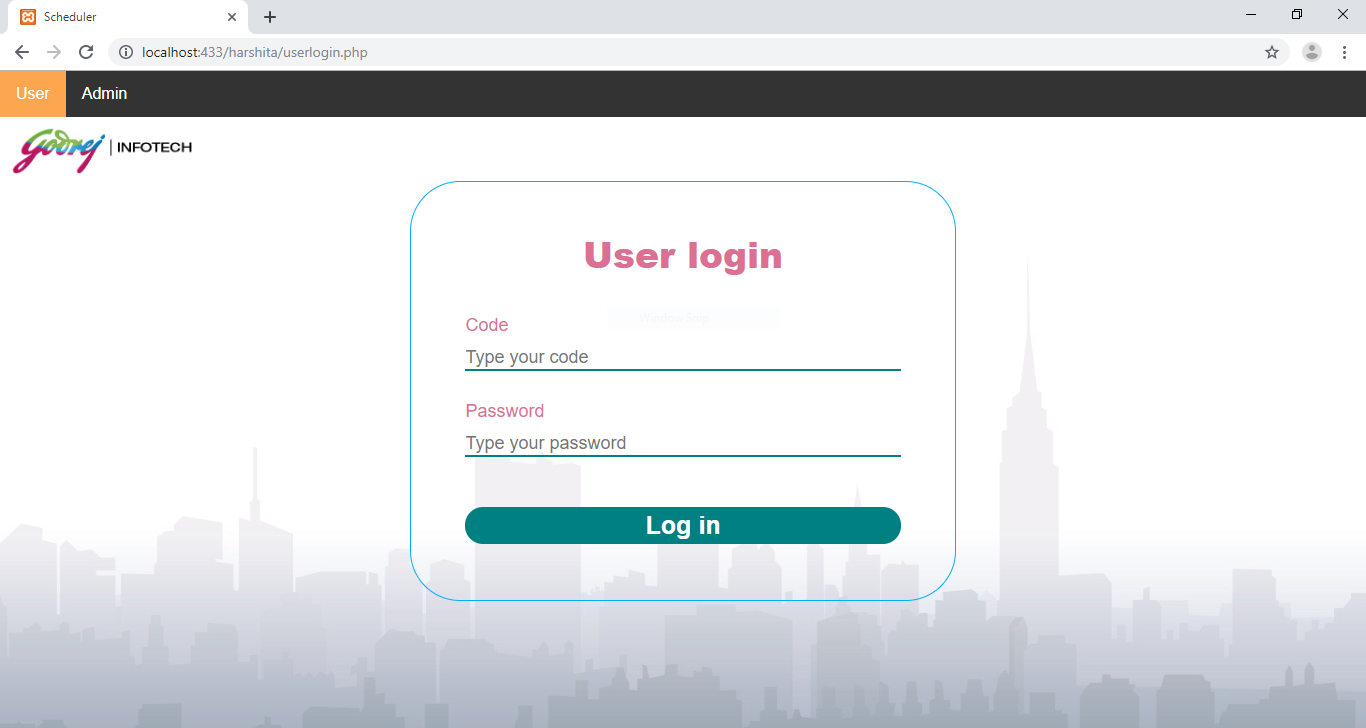 Scheduler
localhost:433/harshita/userlogin.php
User Admin
Godrej | INFOTECH
User login
Code
Type your code
Password
Type your password
Log in